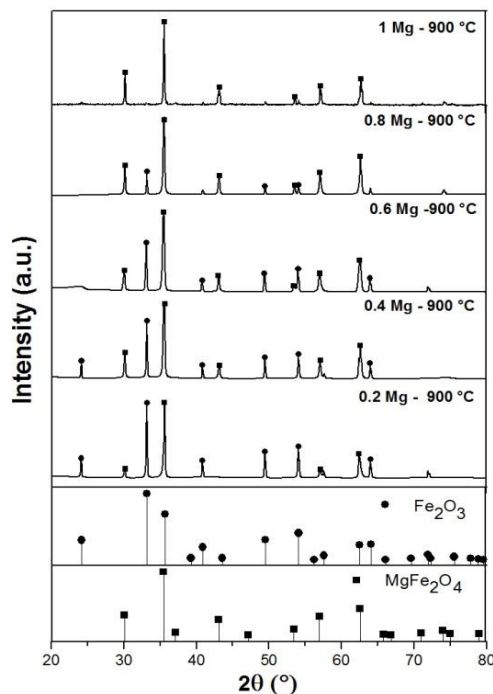 1 Mg - 900 °C
0.8 Mg - 900 °C
0.6 Mg -900 °C
0.4 Mg - 900 °C
0.2 Mg - 900 °C
Intensity (a.u.)
Fe2O3
MgFe2O4
20 30 40 50 60 70 80
2θ (°)